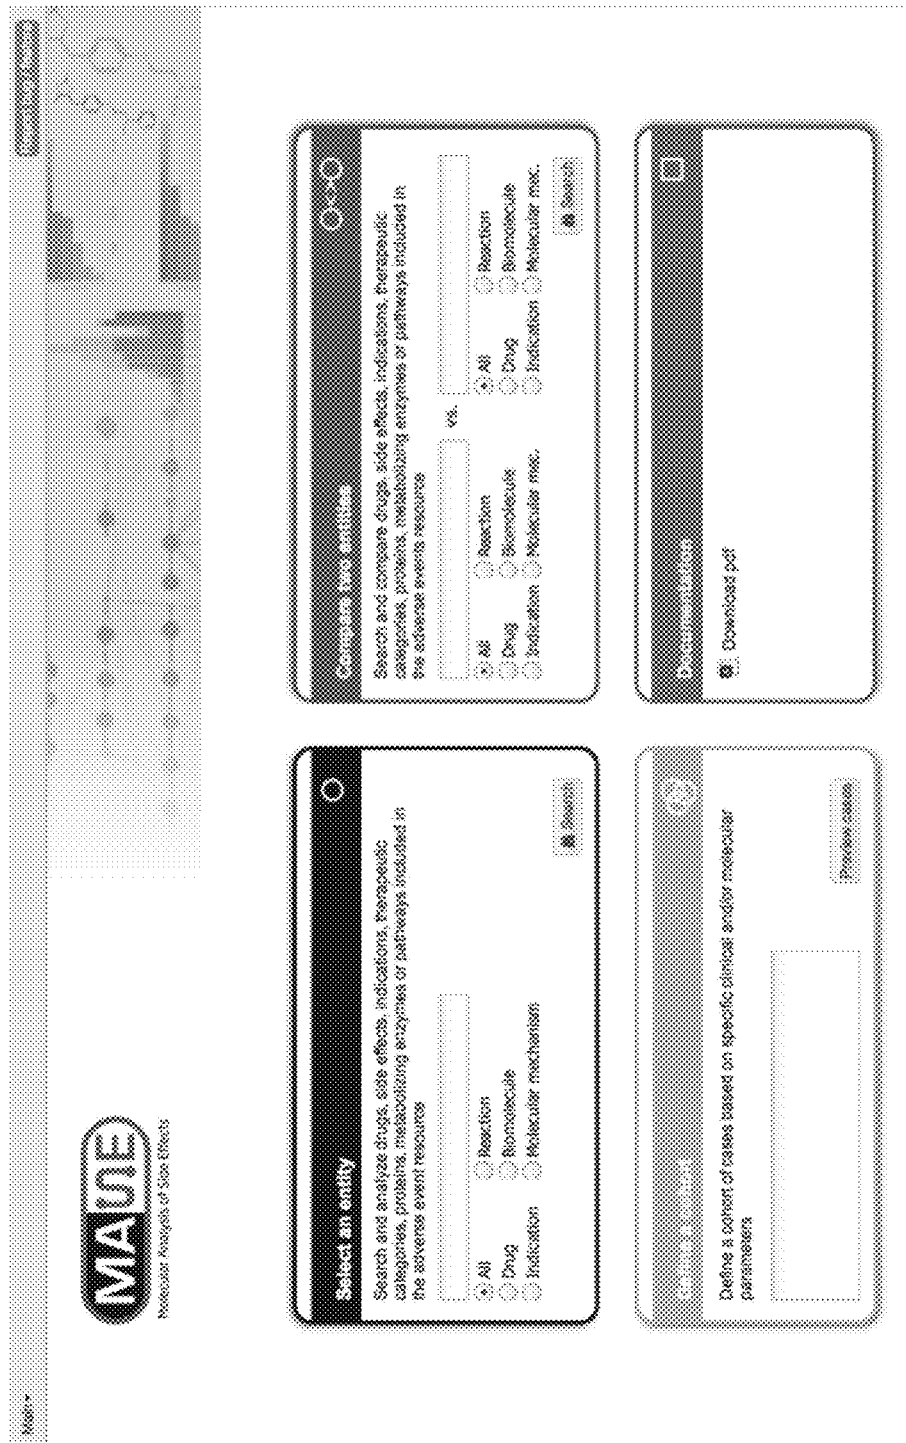 Main
MASE
Molecular Analysis of Side Effects
Select an entity
Search and analyze drugs, side effects, indications, therapeutic
categories, proteins, metabolizing enzymes or pathways included in
the adverse event resource
All Reaction
Drug Biomolecule
Indication Molecular mechanism
Search
Compare two entities
Search and compare drugs, side effects, indications, therapeutic
categories, proteins, metabolizing enzymes or pathways included in
the adverse events resource
vs.
All Reaction All Reaction
Drug Biomolecule Drug Biomolecule
Indication Molecular mec. Indication Molecular mec.
Search
Define a cohort of cases based on specific clinical and/or molecular
parameters
Preview cases
Documentation
Download pdf